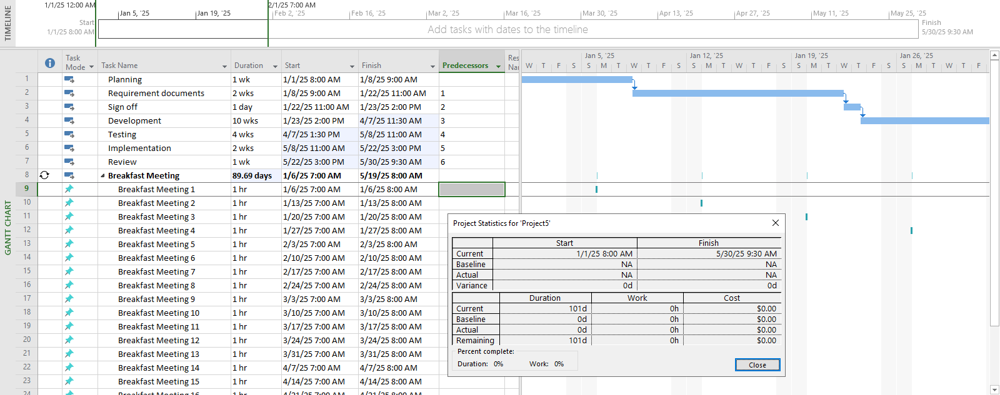 TIMELINE
1/1/25 12:00 AM
2/1/25 7:00 AM
Jan 5, '25
Jan 19, '25
Feb 2, '25
Feb 16, '25
Mar 2, '25
Mar 16, '25
Mar 30, '25
Apr 13, '25
Apr 27, '25
May 11, '25
May 25, '25
Start
1/1/25 8:00 AM
Add tasks with dates to the timeline
Finish
5/30/25 9:30 AM
GANTT CHART
Task Mode
Task Name
Duration
Start
Finish
Predecessors
Jan 5, '25
Jan 12, '25
Jan 19, '25
Jan 26, '25
W T F S S M T W T F S S M T W T F S S M T W T F S S M T W T F
1 Planning 1 wk 1/1/25 8:00 AM 1/8/25 9:00 AM
2 Requirement documents 2 wks 1/8/25 9:00 AM 1/22/25 11:00 AM 1
3 Sign off 1 day 1/22/25 11:00 AM 1/23/25 2:00 PM 2
4 Development 10 wks 1/23/25 2:00 PM 4/7/25 11:30 AM 3
5 Testing 4 wks 4/7/25 1:30 PM 5/8/25 11:00 AM 4
6 Implementation 2 wks 5/8/25 11:00 AM 5/22/25 3:00 PM 5
7 Review 1 wk 5/22/25 3:00 PM 5/30/25 9:30 AM 6
8 Breakfast Meeting 89.69 days 1/6/25 7:00 AM 5/19/25 8:00 AM
9 Breakfast Meeting 1 1 hr 1/6/25 7:00 AM 1/6/25 8:00 AM
10 Breakfast Meeting 2 1 hr 1/13/25 7:00 AM 1/13/25 8:00 AM
11 Breakfast Meeting 3 1 hr 1/20/25 7:00 AM 1/20/25 8:00 AM
12 Breakfast Meeting 4 1 hr 1/27/25 7:00 AM 1/27/25 8:00 AM
13 Breakfast Meeting 5 1 hr 2/3/25 7:00 AM 2/3/25 8:00 AM
14 Breakfast Meeting 6 1 hr 2/10/25 7:00 AM 2/10/25 8:00 AM
15 Breakfast Meeting 7 1 hr 2/17/25 7:00 AM 2/17/25 8:00 AM
16 Breakfast Meeting 8 1 hr 2/24/25 7:00 AM 2/24/25 8:00 AM
17 Breakfast Meeting 9 1 hr 3/3/25 7:00 AM 3/3/25 8:00 AM
18 Breakfast Meeting 10 1 hr 3/10/25 7:00 AM 3/10/25 8:00 AM
19 Breakfast Meeting 11 1 hr 3/17/25 7:00 AM 3/17/25 8:00 AM
20 Breakfast Meeting 12 1 hr 3/24/25 7:00 AM 3/24/25 8:00 AM
21 Breakfast Meeting 13 1 hr 3/31/25 7:00 AM 3/31/25 8:00 AM
22 Breakfast Meeting 14 1 hr 4/7/25 7:00 AM 4/7/25 8:00 AM
23 Breakfast Meeting 15 1 hr 4/14/25 7:00 AM 4/14/25 8:00 AM
24 Breakfast Meeting 16 1 hr 4/21/25 7:00 AM 4/21/25 8:00 AM
Project Statistics for 'Project5'
Start Finish
Current 1/1/25 8:00 AM 5/30/25 9:30 AM
Baseline NA NA
Actual NA NA
Variance 0d 0d
Duration Work Cost
Current 101d 0h $0.00
Baseline 0d 0h $0.00
Actual 0d 0h $0.00
Remaining 101d 0h $0.00
Percent complete:
Duration: 0% Work: 0%
Close